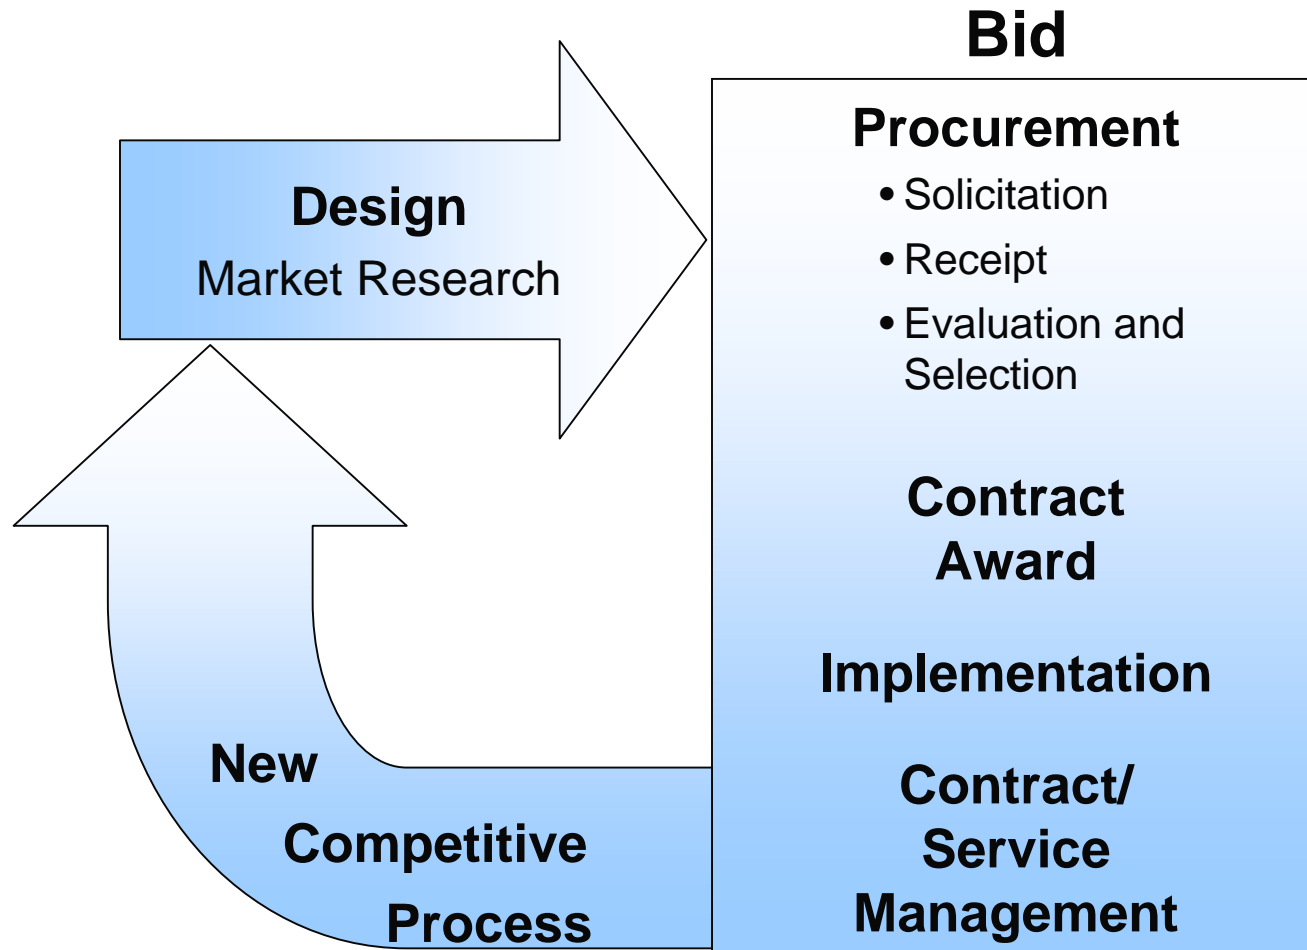 Bid
Design
Market Research
Procurement
• Solicitation
• Receipt
• Evaluation and
Selection
Contract
Award
Implementation
Contract/
Service
Management
New
Competitive
Process